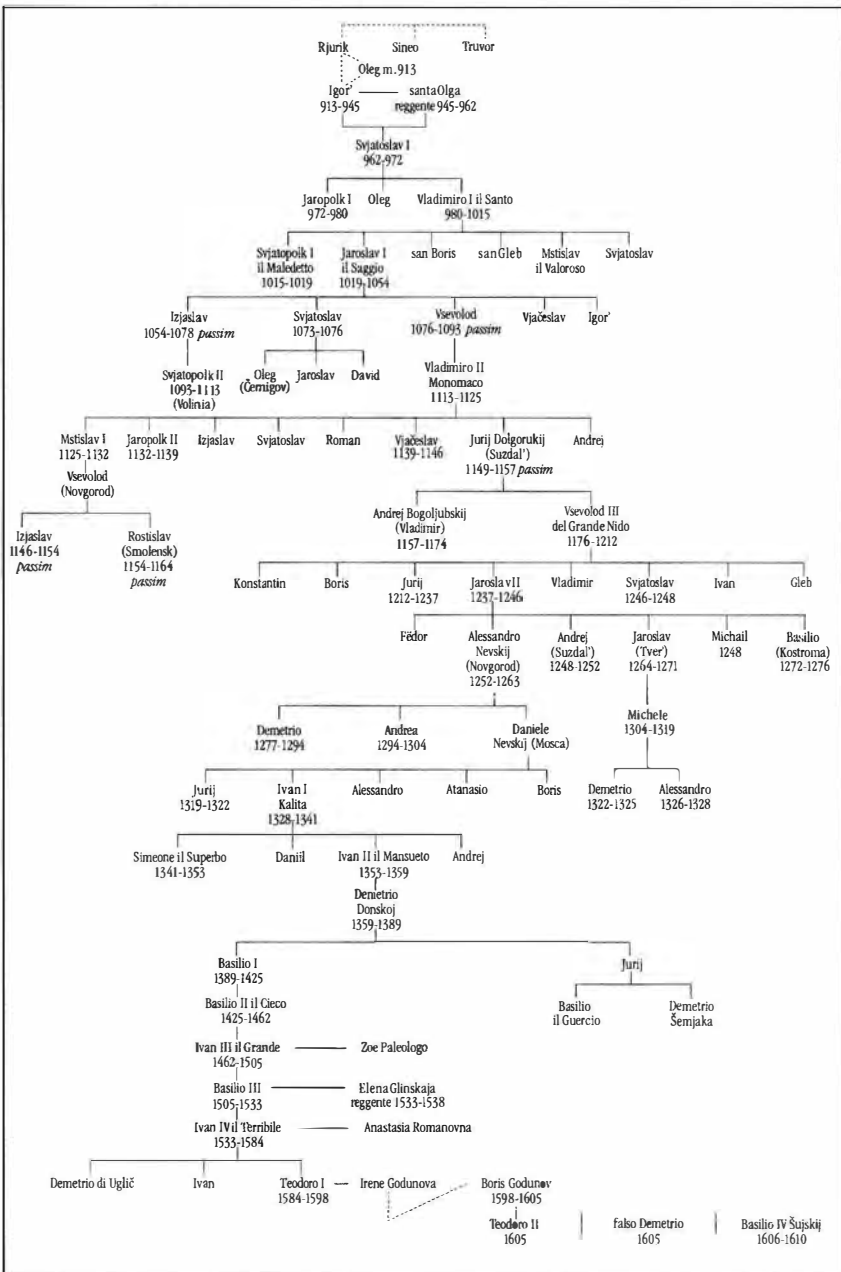 Rjurik Sineo Truvor
Oleg m. 913
Igor' santa Olga
913-945 reggente 945-962
Svjatoslav I
962-972
Jaropolk I Oleg Vladimiro I il Santo
972-980 980-1015
Svjatopolk I Jaroslav I san Boris san Gleb Mstislav Svjatoslav
il Maledetto il Saggio il Valoroso
1015-1019 1019-1054
Izjaslav Svjatoslav Vsevolod Vjačeslav Igor'
1054-1078 passim 1073-1076 1076-1093 passim
Svjatopolk II Oleg Jaroslav David Vladimiro II
1093-1113 (Černigov) Monomaco
(Volinia) 1113-1125
Mstislav I Jaropolk II Izjaslav Svjatoslav Roman Vjačeslav Jurij Dolgorukij Andrej
1125-1132 1132-1139 1139-1146 (Suzdal')
1149-1157 passim
Vsevolod
(Novgorod)
Andrej Bogoljubskij Vsevolod III
(Vladimir) del Grande Nido
1157-1174 1176-1212
Izjaslav Rostislav
1146-1154 (Smolensk)
passim 1154-1164
passim
Konstantin Boris Jurij Jaroslav II Vladimir Svjatoslav Ivan Gleb
1212-1237 1237-1246 1246-1248
Fëdor Alessandro Andrej Jaroslav Michail Basilio
Nevskij (Suzdal') (Tver') 1248 (Kostroma)
(Novgorod) 1248-1252 1264-1271 1272-1276
1252-1263
Demetrio Andrea Daniele Michele
1277-1294 1294-1304 Nevskij (Mosca) 1304-1319
Jurij Ivan I Alessandro Atanasio Boris Demetrio Alessandro
1319-1322 Kalita 1322-1325 1326-1328
1328-1341
Simeone il Superbo Daniil Ivan II il Mansueto Andrej
1341-1353 1353-1359
Demetrio
Donskoj
1359-1389
Basilio I Jurij
1389-1425
Basilio II il Cieco Basilio Demetrio
1425-1462 il Guercio Šemjaka
Ivan III il Grande Zoe Paleologo
1462-1505
Basilio III Elena Glinskaja
1505-1533 reggente 1533-1538
Ivan IV il Terribile Anastasia Romanovna
1533-1584
Demetrio di Uglič Ivan Teodoro I Irene Godunova Boris Godunov
1584-1598 1598-1605
Teodoro II falso Demetrio Basilio IV Šujskij
1605 1605 1606-1610